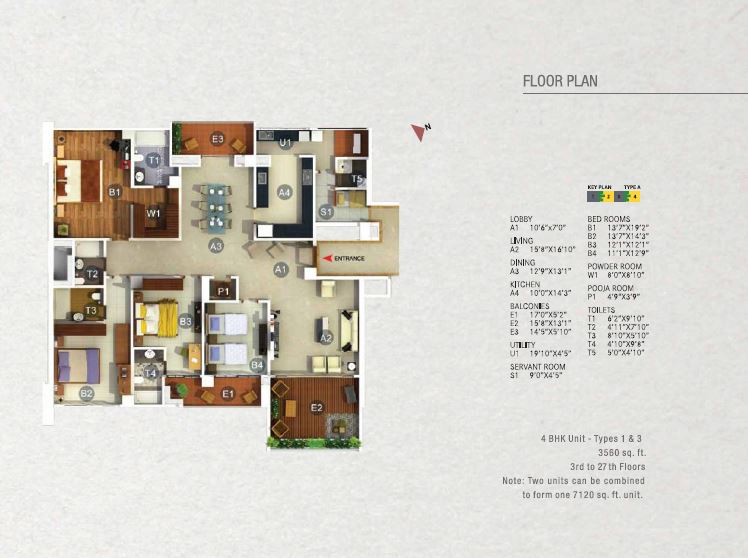 FLOOR PLAN
N
KEY PLAN TYPE A
1 2 3 4
LOBBY
A1 10'6"x7'0"
LIVING
A2 15'8"X16'10"
DINING
A3 12'9"X13'1"
KITCHEN
A4 10'0"X14'3"
BALCONIES
E1 17'0"X5'2"
E2 15'8"X13'1"
E3 14'5"X5'10"
UTILITY
U1 19'10"X4'5"
SERVANT ROOM
S1 9'0"X4'5"
BED ROOMS
B1 13'7"X19'2"
B2 13'7"X14'3"
B3 12'1"X12'1"
B4 11'1"X12'9"
POWDER ROOM
W1 8'0"X8'10"
POOJA ROOM
P1 4'9"X3'9"
TOILETS
T1 6'2"X9'10"
T2 4'11"X7'10"
T3 8'10"X5'10"
T4 4'10"X9'8"
T5 5'0"X4'10"
E3
U1
T1
T5
B1
A4
W1
S1
A3
ENTRANCE
A1
T2
P1
T3
B3
A2
T4
B4
B2
E1
E2
4 BHK Unit - Types 1 & 3
3560 sq. ft.
3rd to 27th Floors
Note: Two units can be combined
to form one 7120 sq. ft. unit.